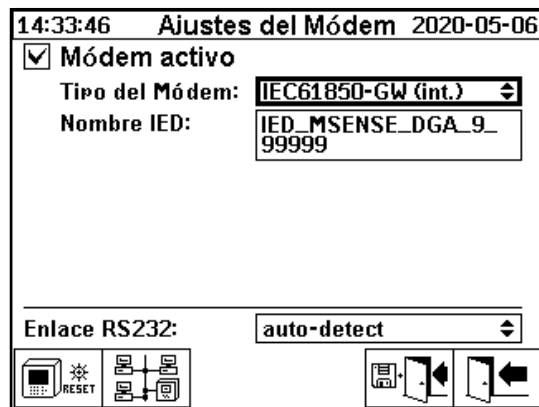 14:33:46 Ajustes del Módem 2020-05-06
Módem activo
Tipo del Módem: IEC61850-GW (int.)
Nombre IED: IED_MSENSE_DGA_9_
99999
Enlace RS232: auto-detect
RESET